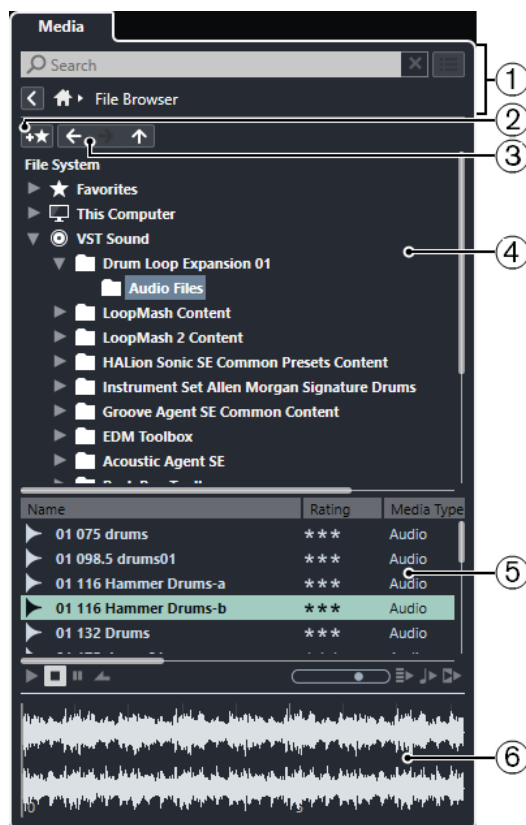 Media
Search
File Browser
1
2
3
File System
Favorites
This Computer
VST Sound
4
Drum Loop Expansion 01
Audio Files
LoopMash Content
LoopMash 2 Content
HALion Sonic SE Common Presets Content
Instrument Set Allen Morgan Signature Drums
Groove Agent SE Common Content
EDM Toolbox
Acoustic Agent SE
Name Rating Media Type
01 075 drums *** Audio
01 098.5 drums01 *** Audio
5
01 116 Hammer Drums-a *** Audio
01 116 Hammer Drums-b *** Audio
01 132 Drums *** Audio
6